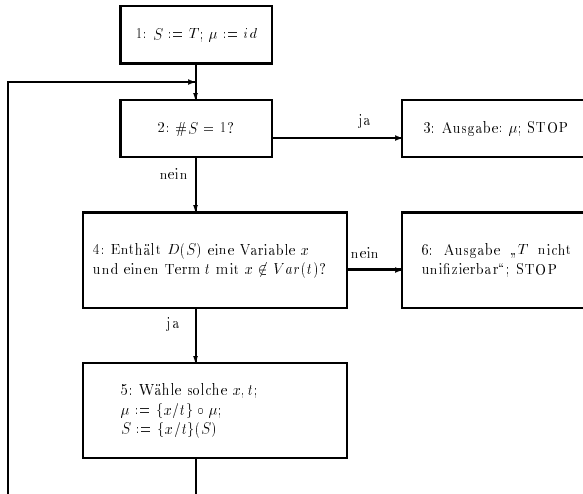 1: S := T; μ := id
2: #S = 1?
ja
3: Ausgabe: μ; STOP
nein
4: Enthält D(S) eine Variable x
und einen Term t mit x ∉ Var(t)?
nein
6: Ausgabe „T nicht
unifizierbar“; STOP
ja
5: Wähle solche x, t;
μ := {x/t} ∘ μ;
S := {x/t}(S)